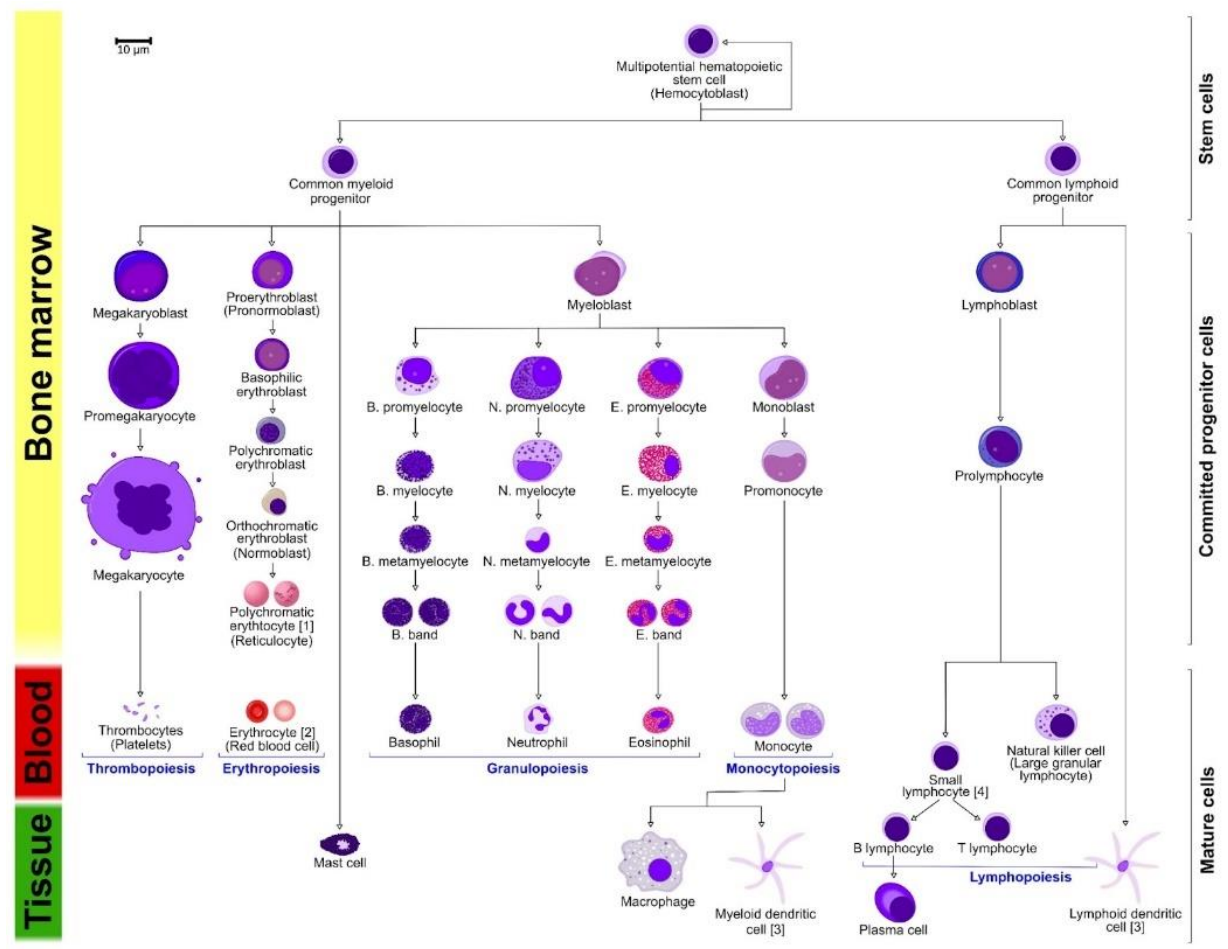 10 μm
Multipotential hematopoietic
stem cell
(Hemocytoblast)
Common myeloid
progenitor
Common lymphoid
progenitor
Stem cells
Bone marrow
Megakaryoblast
Proerythroblast
(Pronormoblast)
Myeloblast
Lymphoblast
Promegakaryocyte
Basophilic
erythroblast
B. promyelocyte
N. promyelocyte
E. promyelocyte
Monoblast
Committed progenitor cells
Polychromatic
erythroblast
B. myelocyte
N. myelocyte
E. myelocyte
Promonocyte
Prolymphocyte
Megakaryocyte
Orthochromatic
erythroblast
(Normoblast)
B. metamyelocyte
N. metamyelocyte
E. metamyelocyte
Polychromatic
erythtocyte [1]
(Reticulocyte)
B. band
N. band
E. band
Blood
Thrombocytes
(Platelets)
Erythrocyte [2]
(Red blood cell)
Basophil
Neutrophil
Eosinophil
Monocyte
Natural killer cell
(Large granular
lymphocyte)
Small
lymphocyte [4]
Thrombopoiesis
Erythropoiesis
Granulopoiesis
Monocytopoiesis
Mature cells
Tissue
Mast cell
Macrophage
Myeloid dendritic
cell [3]
B lymphocyte
T lymphocyte
Lymphopoiesis
Plasma cell
Lymphoid dendritic
cell [3]